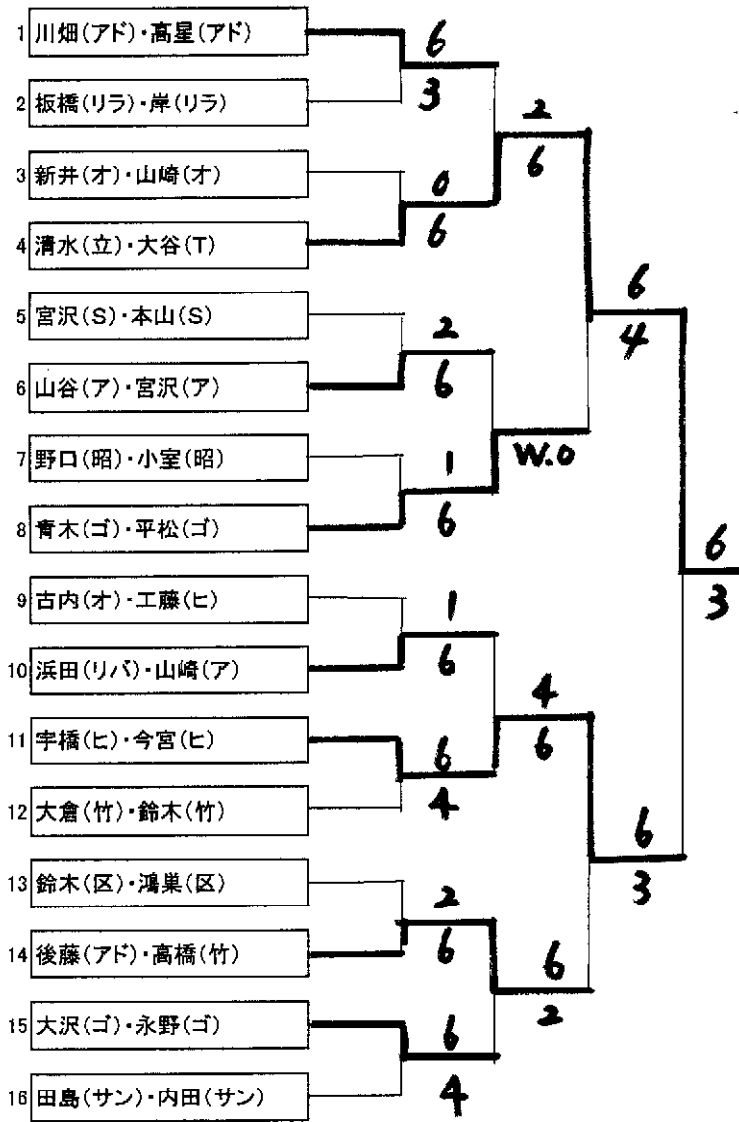 1 川畑(アド)・高星(アド)
6
3
2 板橋(リラ)・岸(リラ)
2
6
3 新井(オ)・山崎(オ)
0
6
4 清水(立)・大谷(T)
6
4
5 宮沢(S)・本山(S)
2
6
6 山谷(ア)・宮沢(ア)
W.O
7 野口(昭)・小室(昭)
1
6
8 青木(ゴ)・平松(ゴ)
6
3
9 古内(オ)・工藤(ヒ)
1
6
10 浜田(リバ)・山崎(ア)
4
6
11 宇橋(ヒ)・今宮(ヒ)
6
4
12 大倉(竹)・鈴木(竹)
6
3
13 鈴木(区)・鴻巣(区)
2
6
14 後藤(アド)・高橋(竹)
6
2
15 大沢(ゴ)・永野(ゴ)
6
4
16 田島(サン)・内田(サン)